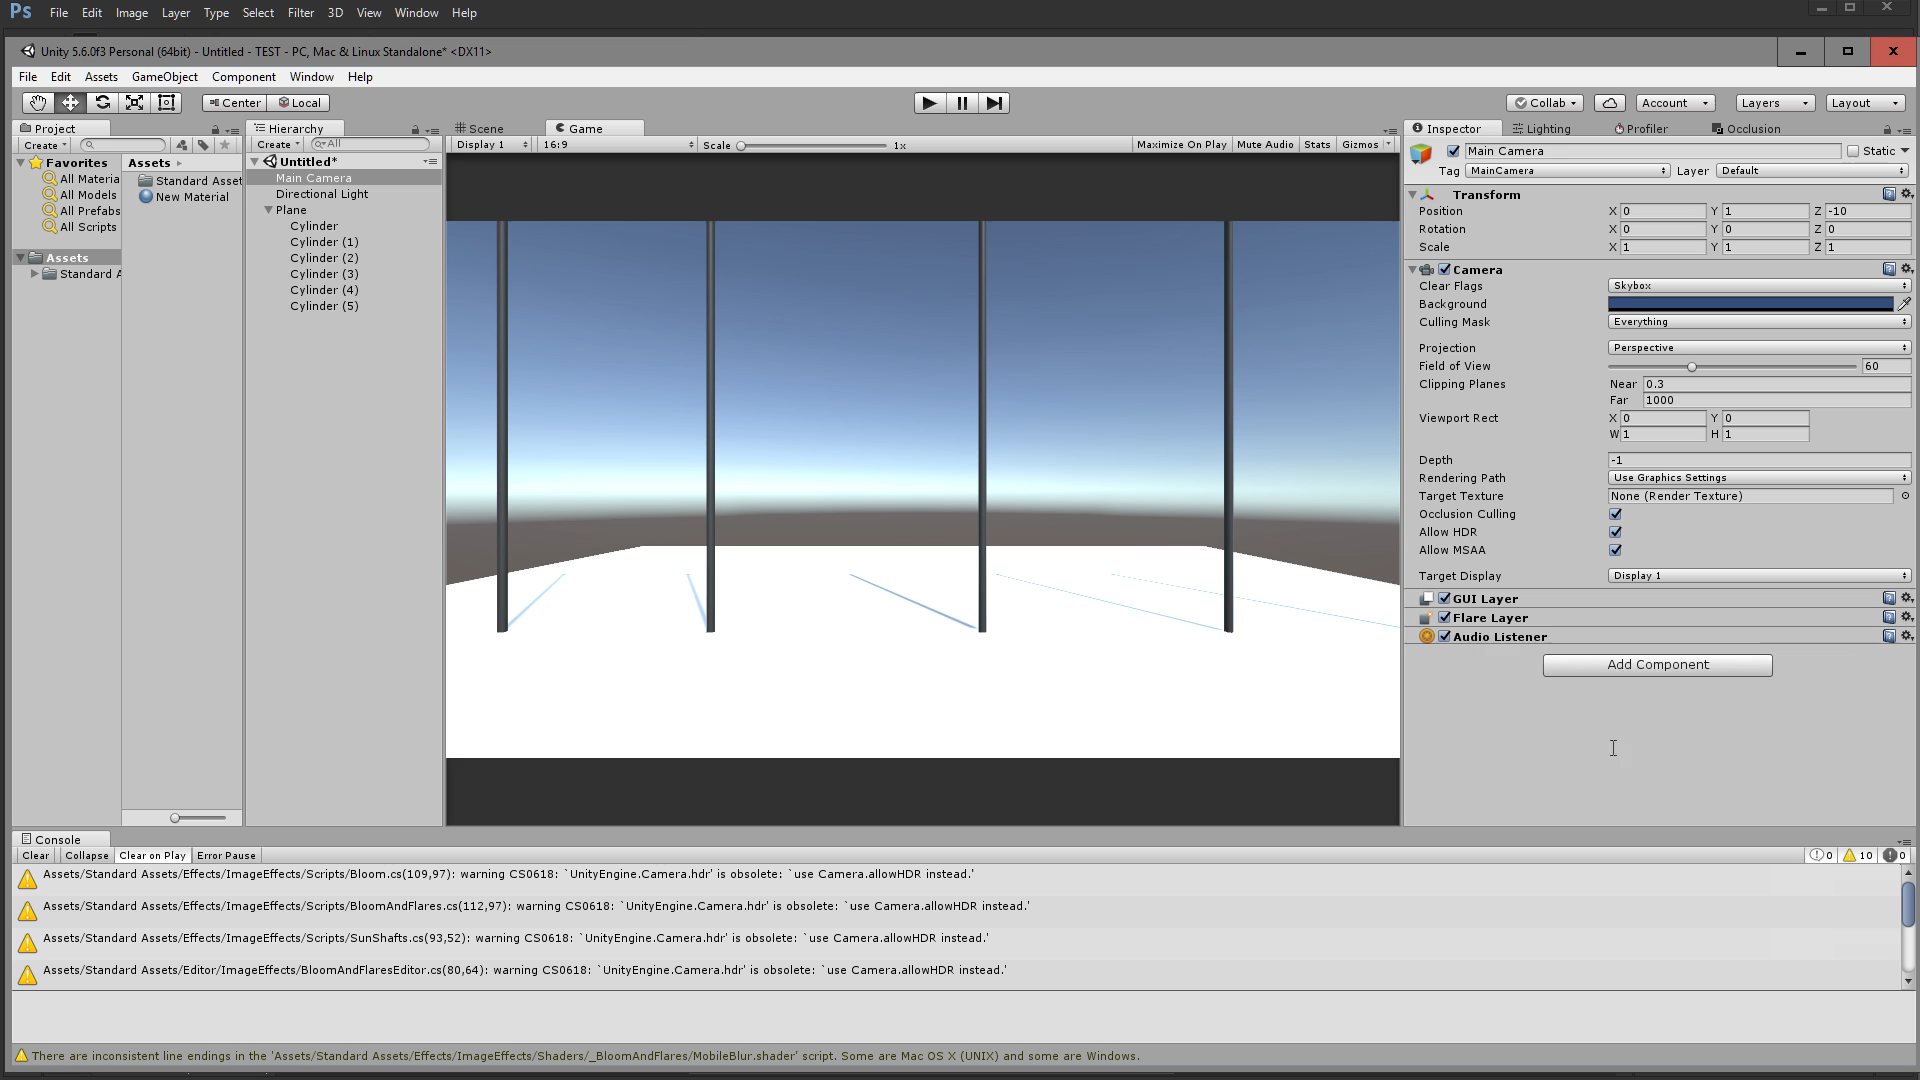 Ps File Edit Image Layer Type Select Filter 3D View Window Help
Unity 5.6.0f3 Personal (64bit) - Untitled - TEST - PC, Mac & Linux Standalone* <DX11>
File Edit Assets GameObject Component Window Help
Center Local Collab Account Layers Layout
Project
Create
Favorites
All Materia
All Models
All Prefabs
All Scripts
Assets
Standard A
Assets
Standard Asset
New Material
Hierarchy
Create All
Untitled*
Main Camera
Directional Light
Plane
Cylinder
Cylinder (1)
Cylinder (2)
Cylinder (3)
Cylinder (4)
Cylinder (5)
Scene Game
Display 1 16:9 Scale 1x Maximize On Play Mute Audio Stats Gizmos
Inspector Lighting Profiler Occlusion
Main Camera Static
Tag MainCamera Layer Default
Transform
Position X 0 Y 1 Z -10
Rotation X 0 Y 0 Z 0
Scale X 1 Y 1 Z 1
Camera
Clear Flags Skybox
Background
Culling Mask Everything
Projection Perspective
Field of View 60
Clipping Planes Near 0.3
Far 1000
Viewport Rect X 0 Y 0
W 1 H 1
Depth -1
Rendering Path Use Graphics Settings
Target Texture None (Render Texture)
Occlusion Culling
Allow HDR
Allow MSAA
Target Display Display 1
GUI Layer
Flare Layer
Audio Listener
Add Component
Console
Clear Collapse Clear on Play Error Pause 0 10 0
Assets/Standard Assets/Effects/ImageEffects/Scripts/Bloom.cs(109,97): warning CS0618: `UnityEngine.Camera.hdr' is obsolete: `use Camera.allowHDR instead.'
Assets/Standard Assets/Effects/ImageEffects/Scripts/BloomAndFlares.cs(112,97): warning CS0618: `UnityEngine.Camera.hdr' is obsolete: `use Camera.allowHDR instead.'
Assets/Standard Assets/Effects/ImageEffects/Scripts/SunShafts.cs(93,52): warning CS0618: `UnityEngine.Camera.hdr' is obsolete: `use Camera.allowHDR instead.'
Assets/Standard Assets/Editor/ImageEffects/BloomAndFlaresEditor.cs(80,64): warning CS0618: `UnityEngine.Camera.hdr' is obsolete: `use Camera.allowHDR instead.'
There are inconsistent line endings in the 'Assets/Standard Assets/Effects/ImageEffects/Shaders/_BloomAndFlares/MobileBlur.shader' script. Some are Mac OS X (UNIX) and some are Windows.